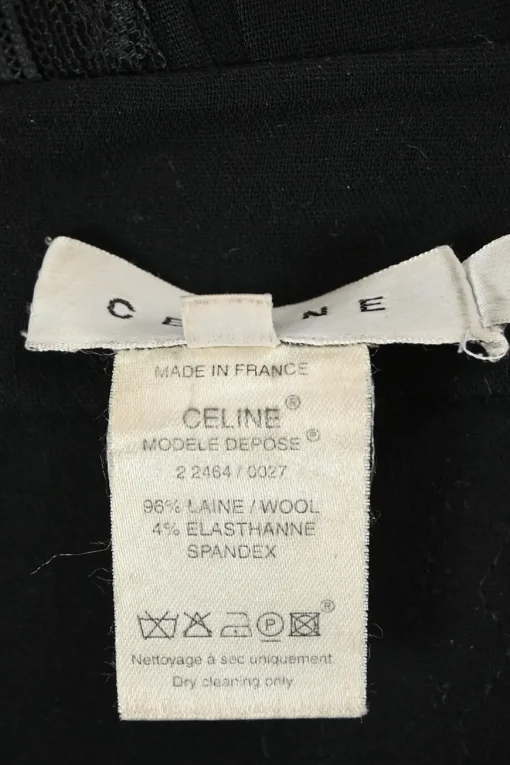 C E NE
MADE IN FRANCE
CELINE®
MODELE DEPOSE®
2 2464 / 0027
96% LAINE / WOOL
4% ELASTHANNE
SPANDEX
P ®
Nettoyage à sec uniquement
Dry cleaning only